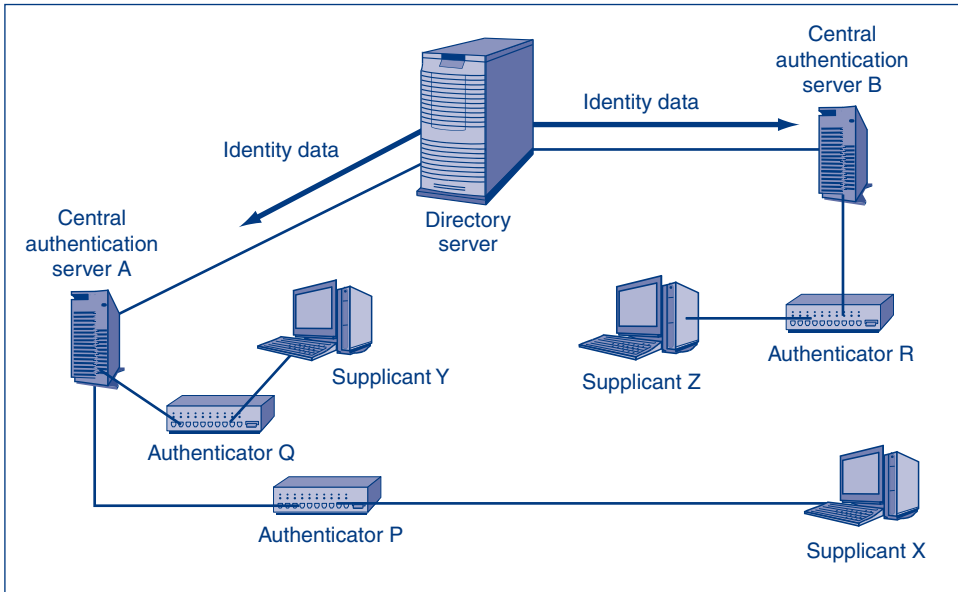 Central
authentication
server B
Identity data
Identity data
Directory
server
Central
authentication
server A
Supplicant Y
Supplicant Z
Authenticator R
Authenticator Q
Authenticator P
Supplicant X